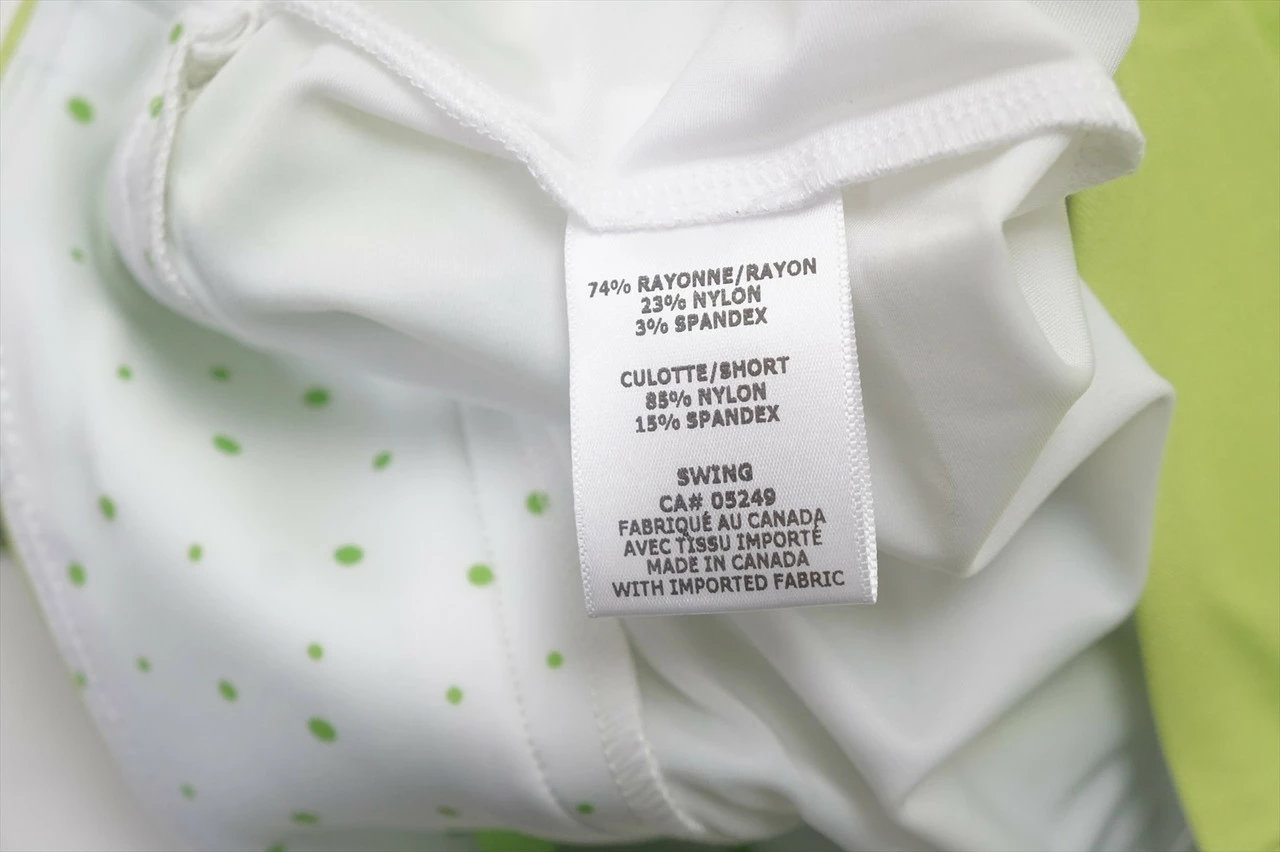 74% RAYONNE/RAYON
23% NYLON
3% SPANDEX
CULOTTE/SHORT
85% NYLON
15% SPANDEX
SWING
CA# 05249
FABRIQUÉ AU CANADA
AVEC TISSU IMPORTÉ
MADE IN CANADA
WITH IMPORTED FABRIC